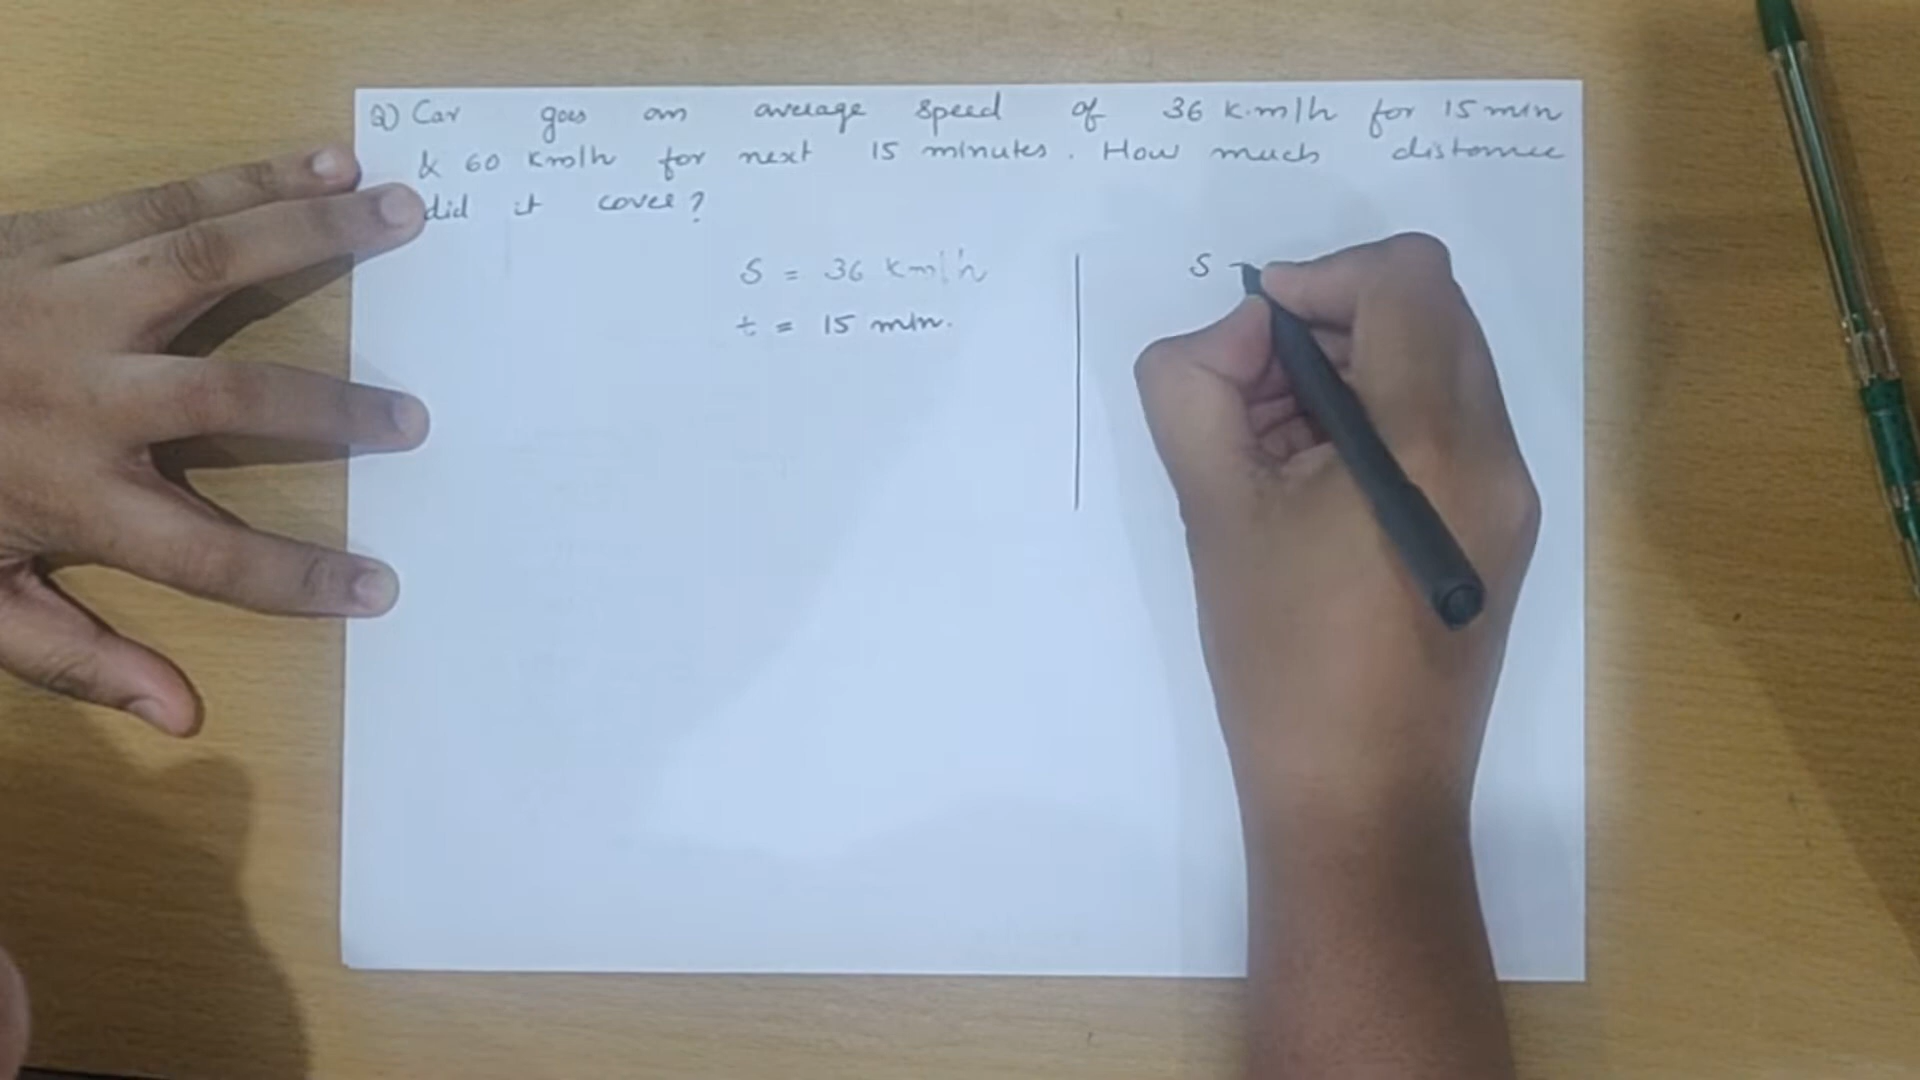 Q) Car goes on average speed of 36 k.m/h for 15 min
& 60 Km/h for next 15 minutes. How much distance
did it cover?
S = 36 Km/h
t = 15 min.
S